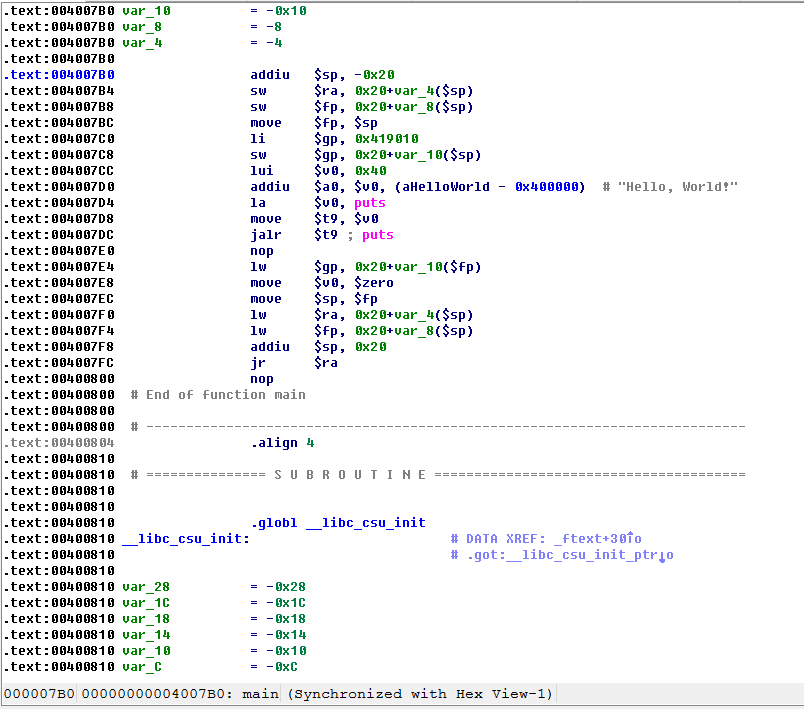 .text:004007B0 var_10          = -0x10
.text:004007B0 var_8           = -8
.text:004007B0 var_4           = -4
.text:004007B0
.text:004007B0                 addiu   $sp, -0x20
.text:004007B4                 sw      $ra, 0x20+var_4($sp)
.text:004007B8                 sw      $fp, 0x20+var_8($sp)
.text:004007BC                 move    $fp, $sp
.text:004007C0                 li      $gp, 0x419010
.text:004007C8                 sw      $gp, 0x20+var_10($sp)
.text:004007CC                 lui     $v0, 0x40
.text:004007D0                 addiu   $a0, $v0, (aHelloWorld - 0x400000)  # "Hello, World!"
.text:004007D4                 la      $v0, puts
.text:004007D8                 move    $t9, $v0
.text:004007DC                 jalr    $t9 ; puts
.text:004007E0                 nop
.text:004007E4                 lw      $gp, 0x20+var_10($fp)
.text:004007E8                 move    $v0, $zero
.text:004007EC                 move    $sp, $fp
.text:004007F0                 lw      $ra, 0x20+var_4($sp)
.text:004007F4                 lw      $fp, 0x20+var_8($sp)
.text:004007F8                 addiu   $sp, 0x20
.text:004007FC                 jr      $ra
.text:00400800                 nop
.text:00400800  # End of function main
.text:00400800
.text:00400800  # ---------------------------------------------------------------------------
.text:00400804                 .align 4
.text:00400810
.text:00400810  # =============== S U B R O U T I N E =======================================
.text:00400810
.text:00400810
.text:00400810                 .globl __libc_csu_init
.text:00400810 __libc_csu_init:                         # DATA XREF: _ftext+30↑o
.text:00400810                                          # .got:__libc_csu_init_ptr↓o
.text:00400810
.text:00400810 var_28          = -0x28
.text:00400810 var_1C          = -0x1C
.text:00400810 var_18          = -0x18
.text:00400810 var_14          = -0x14
.text:00400810 var_10          = -0x10
.text:00400810 var_C           = -0xC
000007B0 00000000004007B0: main (Synchronized with Hex View-1)